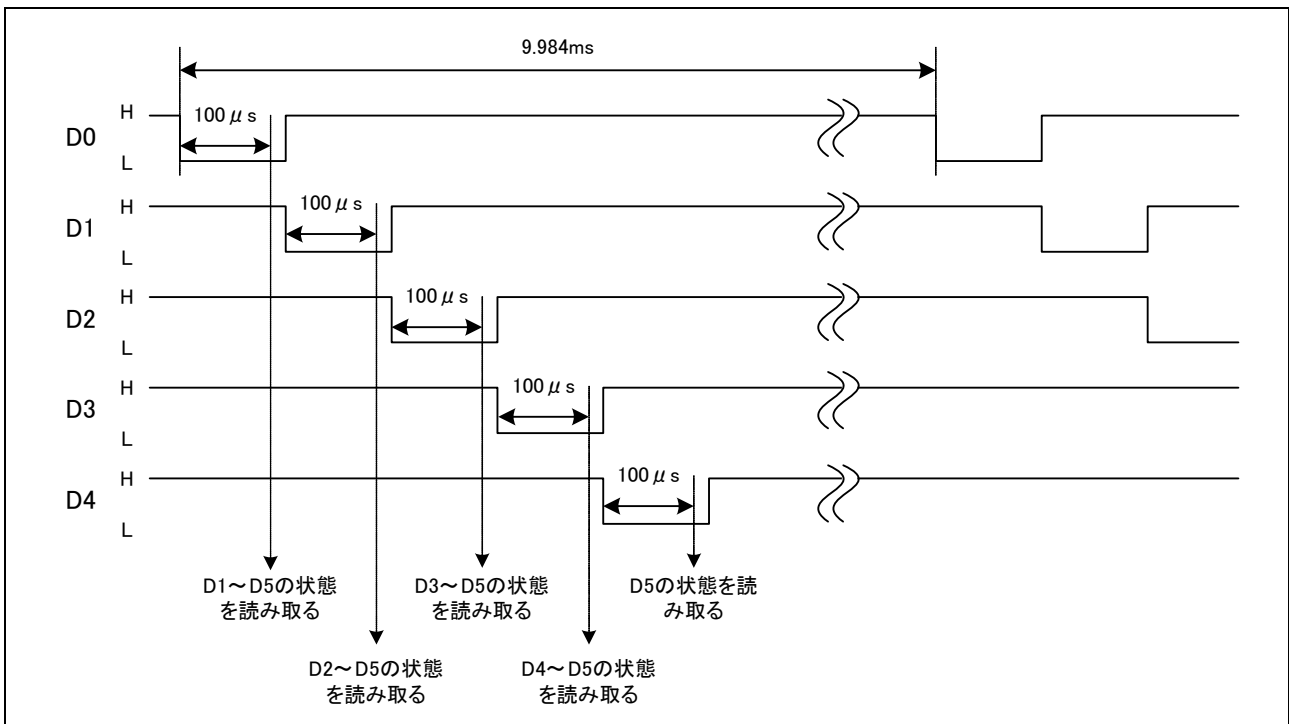 9.984ms
H
100μs
D0
L
H
100μs
D1
L
H
100μs
D2
L
H
100μs
D3
L
H
100μs
D4
L
D1～D5の状態
を読み取る
D3～D5の状態
を読み取る
D5の状態を読
み取る
D2～D5の状態
を読み取る
D4～D5の状態
を読み取る